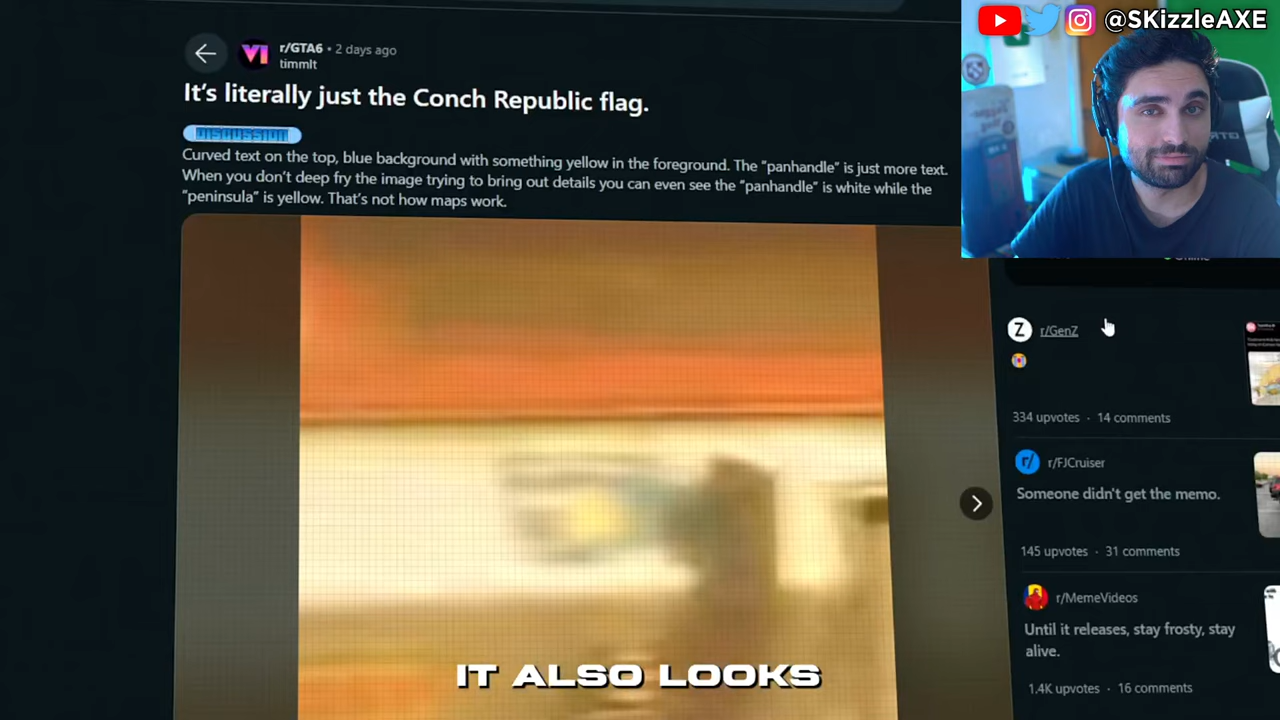 @SKizzleAXE
r/GTA6 • 2 days ago
timmlt
It's literally just the Conch Republic flag.
DISCUSSION
Curved text on the top, blue background with something yellow in the foreground. The "panhandle" is just more text.
When you don't deep fry the image trying to bring out details you can even see the "panhandle" is white while the
"peninsula" is yellow. That's not how maps work.
r/GenZ
334 upvotes · 14 comments
r/FJCruiser
Someone didn't get the memo.
145 upvotes · 31 comments
r/MemeVideos
Until it releases, stay frosty, stay
alive.
1.4K upvotes · 16 comments
IT ALSO LOOKS